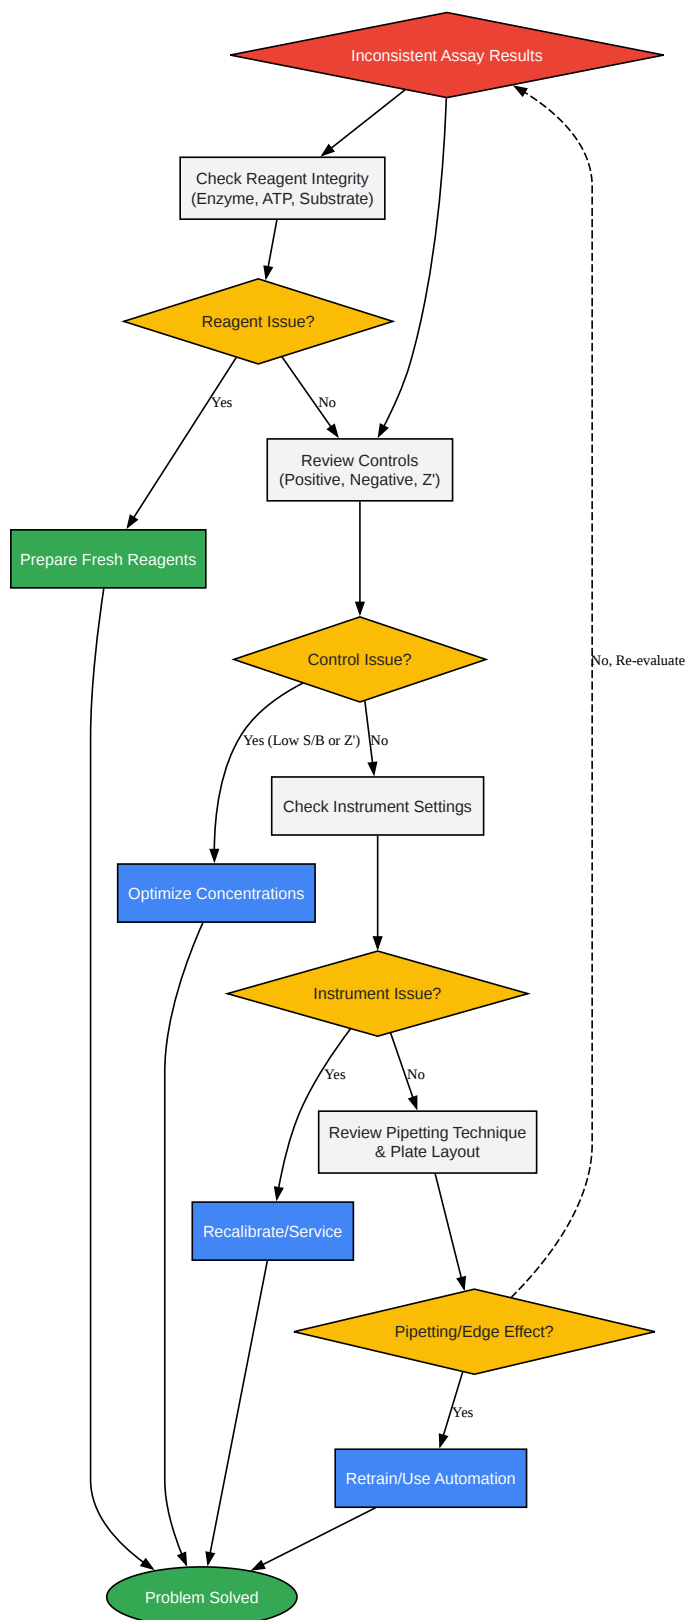 Inconsistent Assay Results
Check Reagent Integrity
(Enzyme, ATP, Substrate)
Reagent Issue?
Yes
No
Review Controls
(Positive, Negative, Z')
Prepare Fresh Reagents
Control Issue?
No, Re-evaluate
Yes (Low S/B or Z')
No
Check Instrument Settings
Optimize Concentrations
Instrument Issue?
Yes
No
Review Pipetting Technique
& Plate Layout
Recalibrate/Service
Pipetting/Edge Effect?
Yes
Retrain/Use Automation
Problem Solved